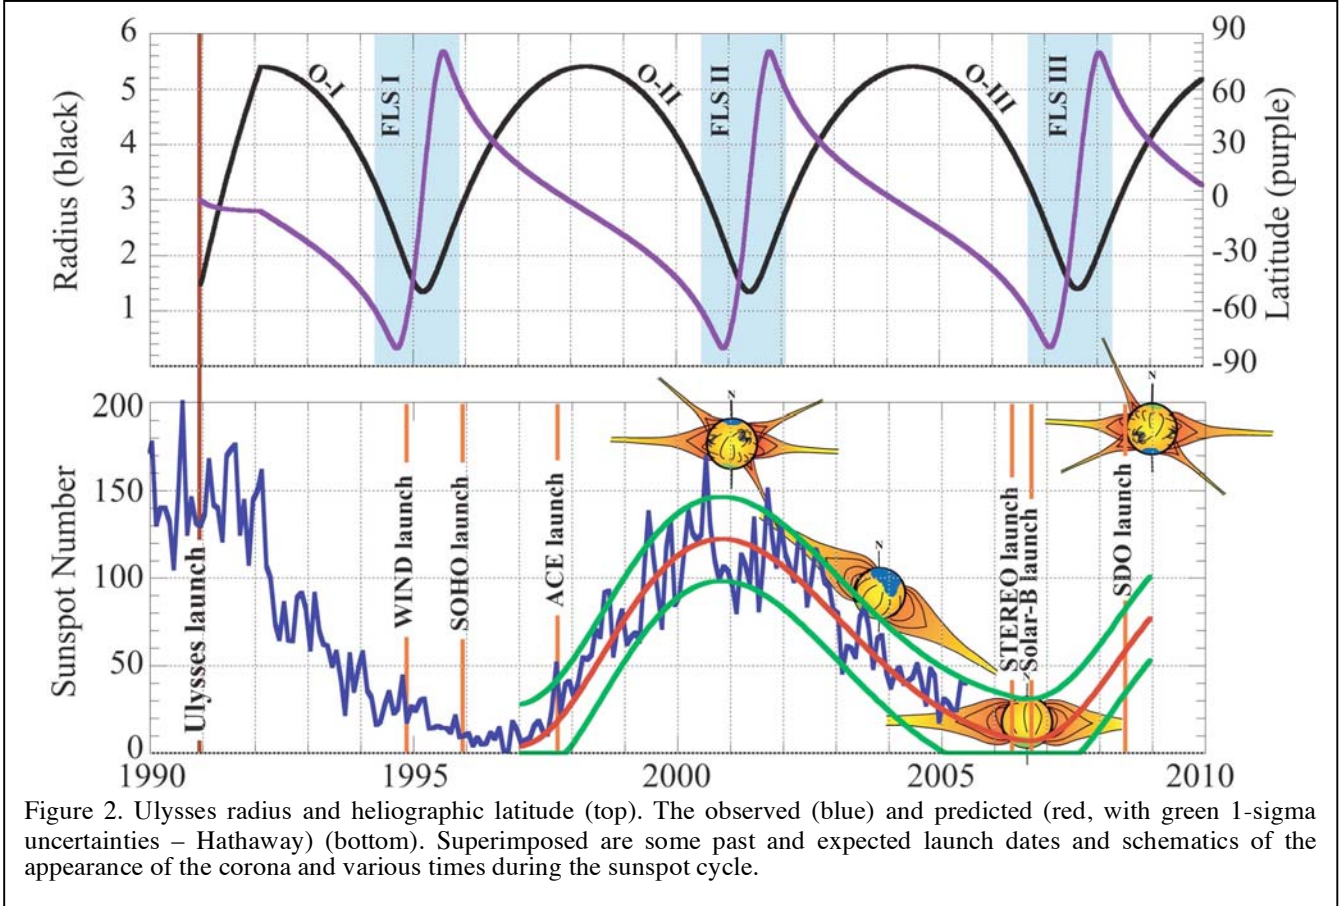 6
5
4
3
2
1
Radius (black)
90
60
30
0
-30
-60
-90
Latitude (purple)
O-I
FLS I
O-II
FLS II
O-III
FLS III
200
150
100
50
0
Sunspot Number
Ulysses launch
WIND launch
SOHO launch
ACE launch
STEREO launch
Solar-B launch
SDO launch
N
N
N
N
1990
1995
2000
2005
2010
Figure 2. Ulysses radius and heliographic latitude (top). The observed (blue) and predicted (red, with green 1-sigma
uncertainties – Hathaway) (bottom). Superimposed are some past and expected launch dates and schematics of the
appearance of the corona and various times during the sunspot cycle.